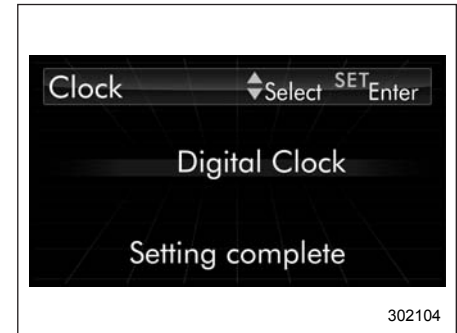 Clock Select SET Enter
Digital Clock
Setting complete
302104